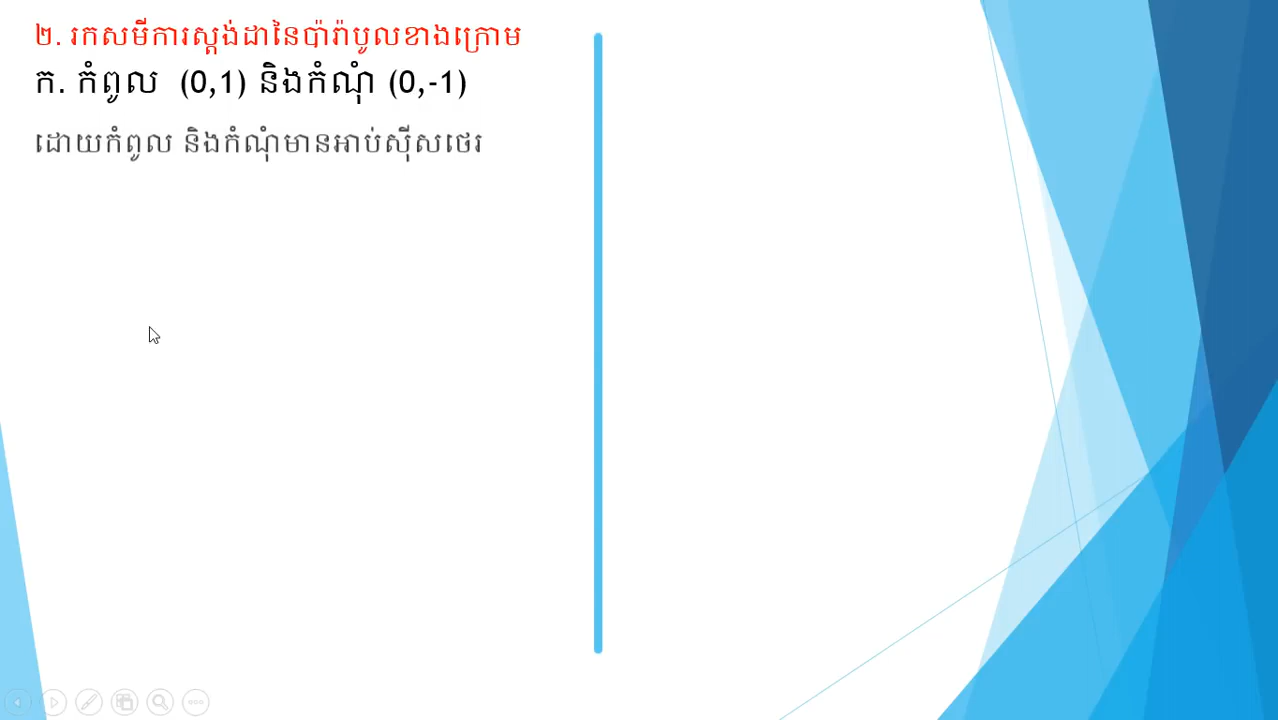 ២. រកសមីការស្តង់ដានៃប៉ារ៉ាបូលខាងក្រោម
ក. កំពូល (0,1) និងកំណុំ (0,-1)
ដោយកំពូល និងកំណុំមានអាប់ស៊ីសថេរ